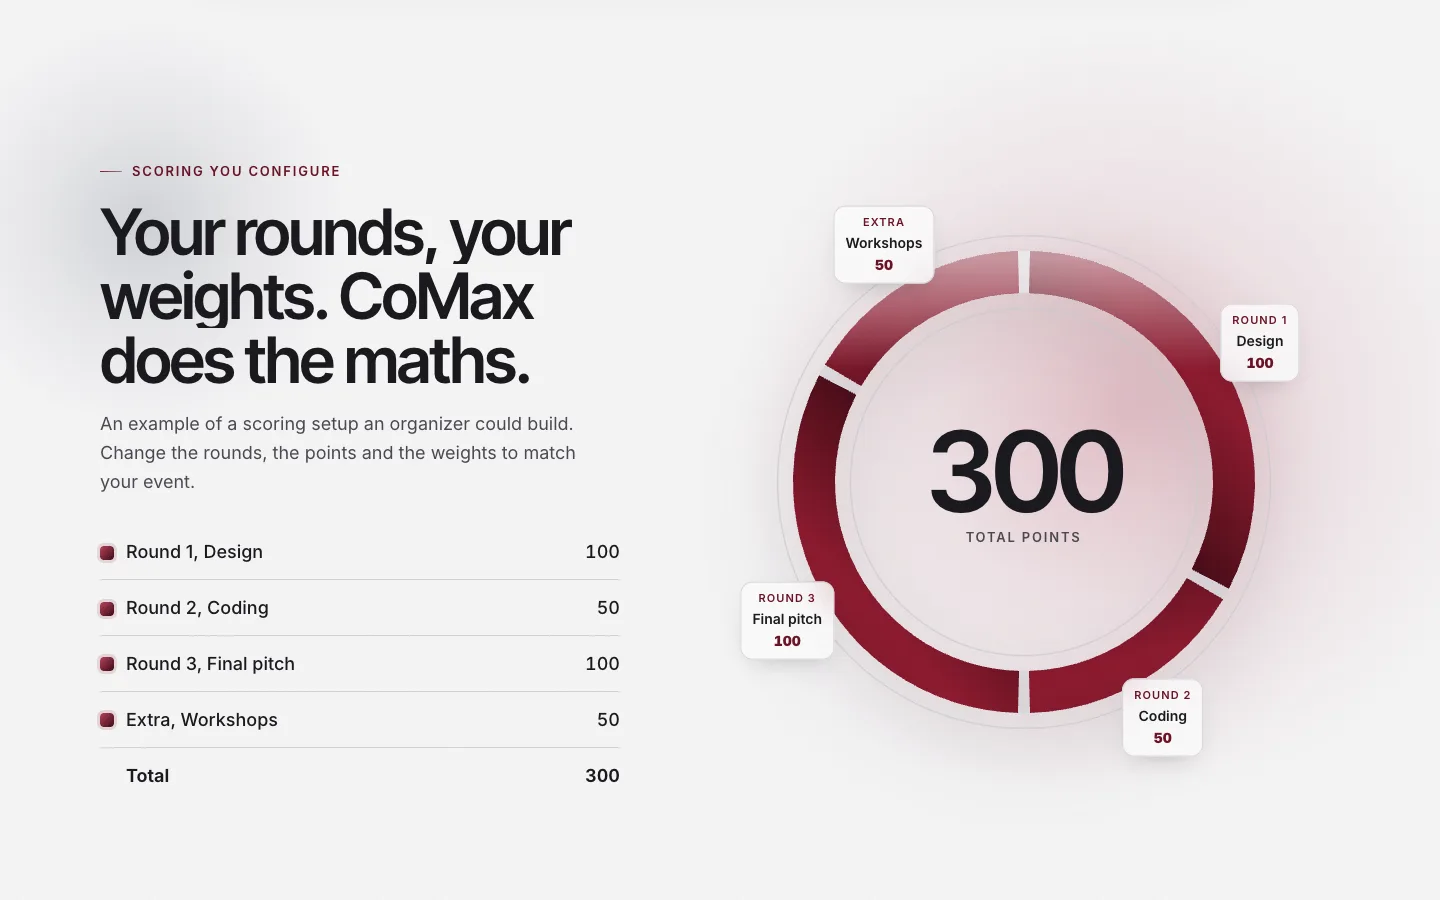 SCORING YOU CONFIGURE
Your rounds, your
weights. CoMax
does the maths.
An example of a scoring setup an organizer could build.
Change the rounds, the points and the weights to match
your event.
Round 1, Design 100
Round 2, Coding 50
Round 3, Final pitch 100
Extra, Workshops 50
Total 300
EXTRA
Workshops
50
ROUND 1
Design
100
300
TOTAL POINTS
ROUND 3
Final pitch
100
ROUND 2
Coding
50